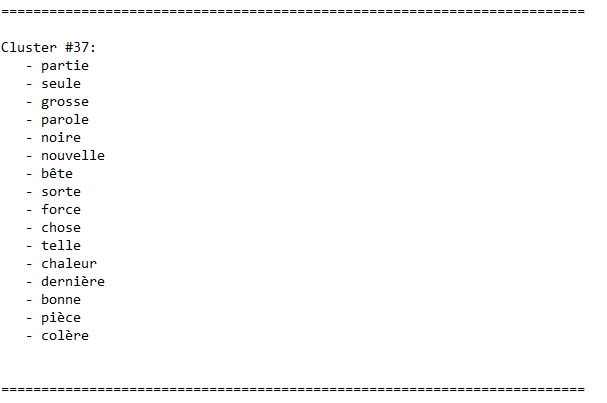 =========================================================================
Cluster #37:
- partie
- seule
- grosse
- parole
- noire
- nouvelle
- bête
- sorte
- force
- chose
- telle
- chaleur
- dernière
- bonne
- pièce
- colère
=========================================================================